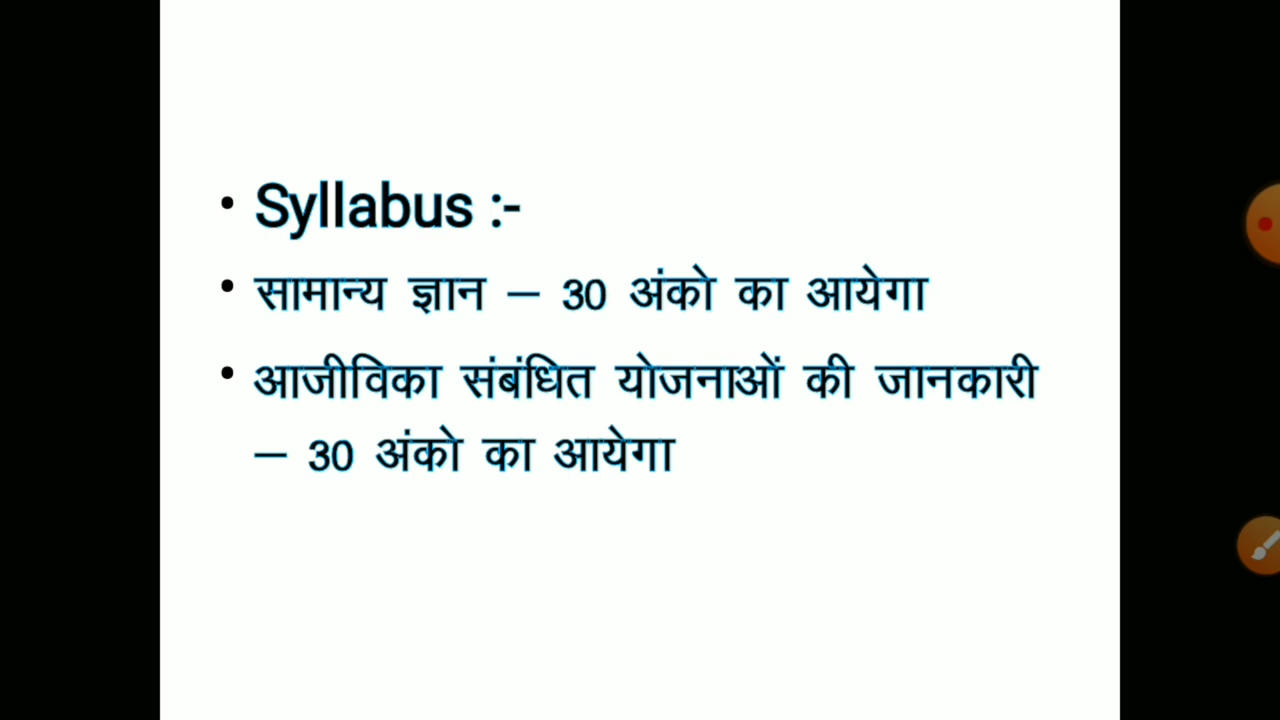 • Syllabus :-
• सामान्य ज्ञान – 30 अंको का आयेगा
• आजीविका संबंधित योजनाओं की जानकारी
– 30 अंको का आयेगा